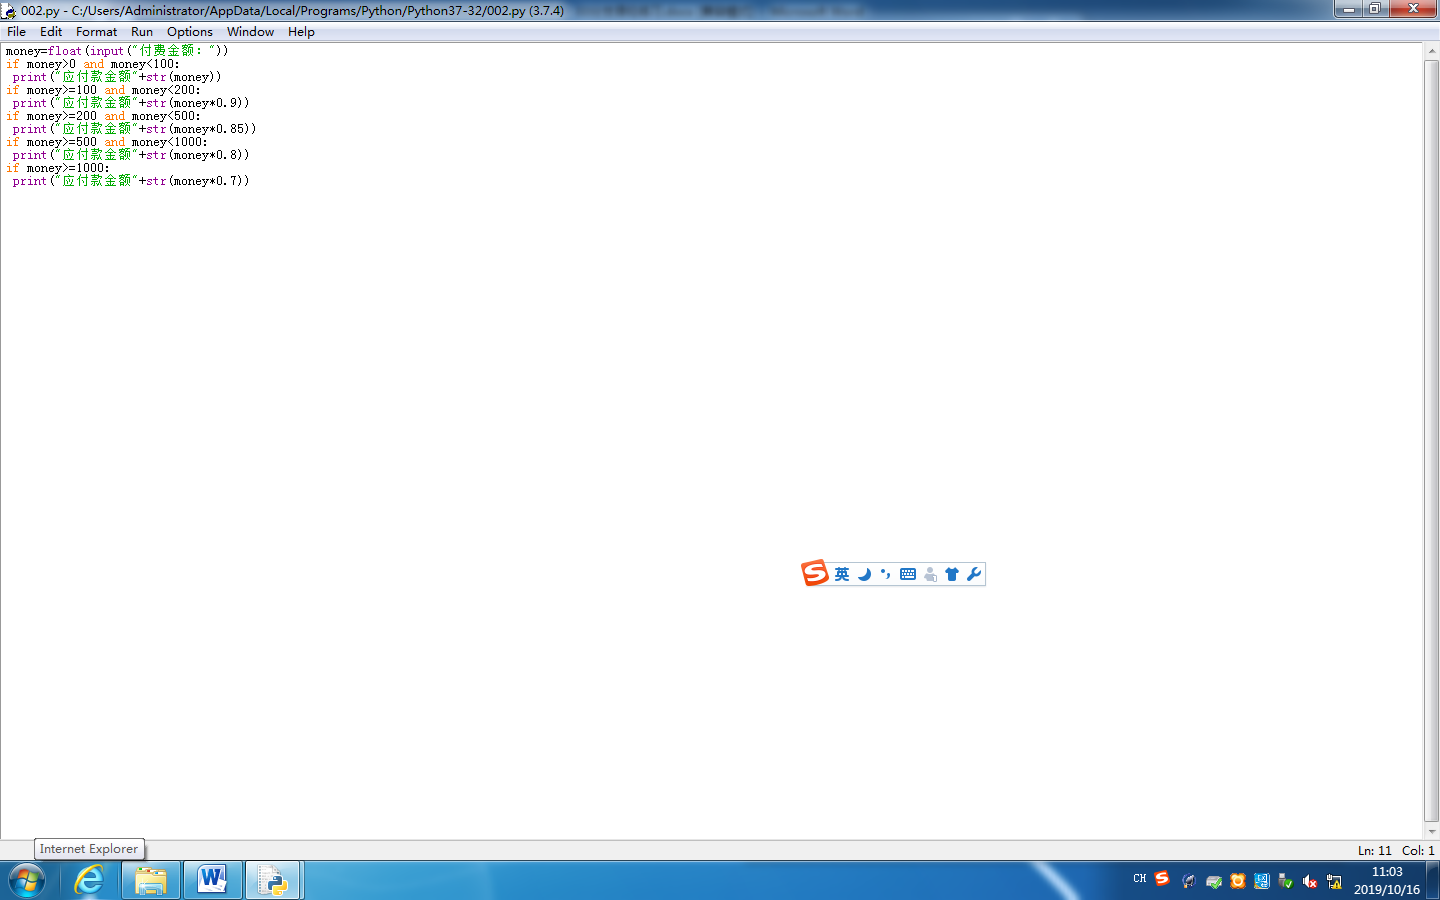 002.py - C:/Users/Administrator/AppData/Local/Programs/Python/Python37-32/002.py (3.7.4)
File Edit Format Run Options Window Help
money=float(input("付费金额："))
if money>0 and money<100:
 print("应付款金额"+str(money))
if money>=100 and money<200:
 print("应付款金额"+str(money*0.9))
if money>=200 and money<500:
 print("应付款金额"+str(money*0.85))
if money>=500 and money<1000:
 print("应付款金额"+str(money*0.8))
if money>=1000:
 print("应付款金额"+str(money*0.7))
S 英
Internet Explorer
Ln: 11 Col: 1
W
CH S 11:03
2019/10/16